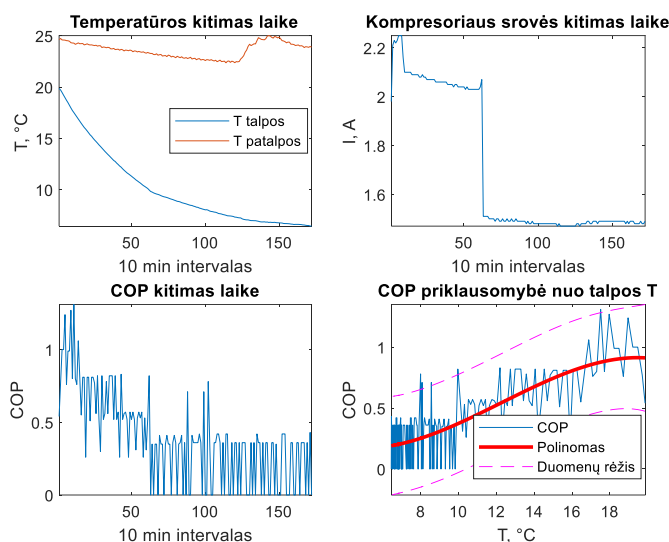 Temperatūros kitimas laike
T, °C
25
20
15
10
50
100
150
10 min intervalas
T talpos
T patalpos
Kompresoriaus srovės kitimas laike
I, A
2.2
2
1.8
1.6
50
100
150
10 min intervalas
COP kitimas laike
COP
1
0.5
0
50
100
150
10 min intervalas
COP priklausomybė nuo talpos T
COP
1
0.5
0
8
10
12
14
16
18
T, °C
COP
Polinomas
Duomenų rėžis